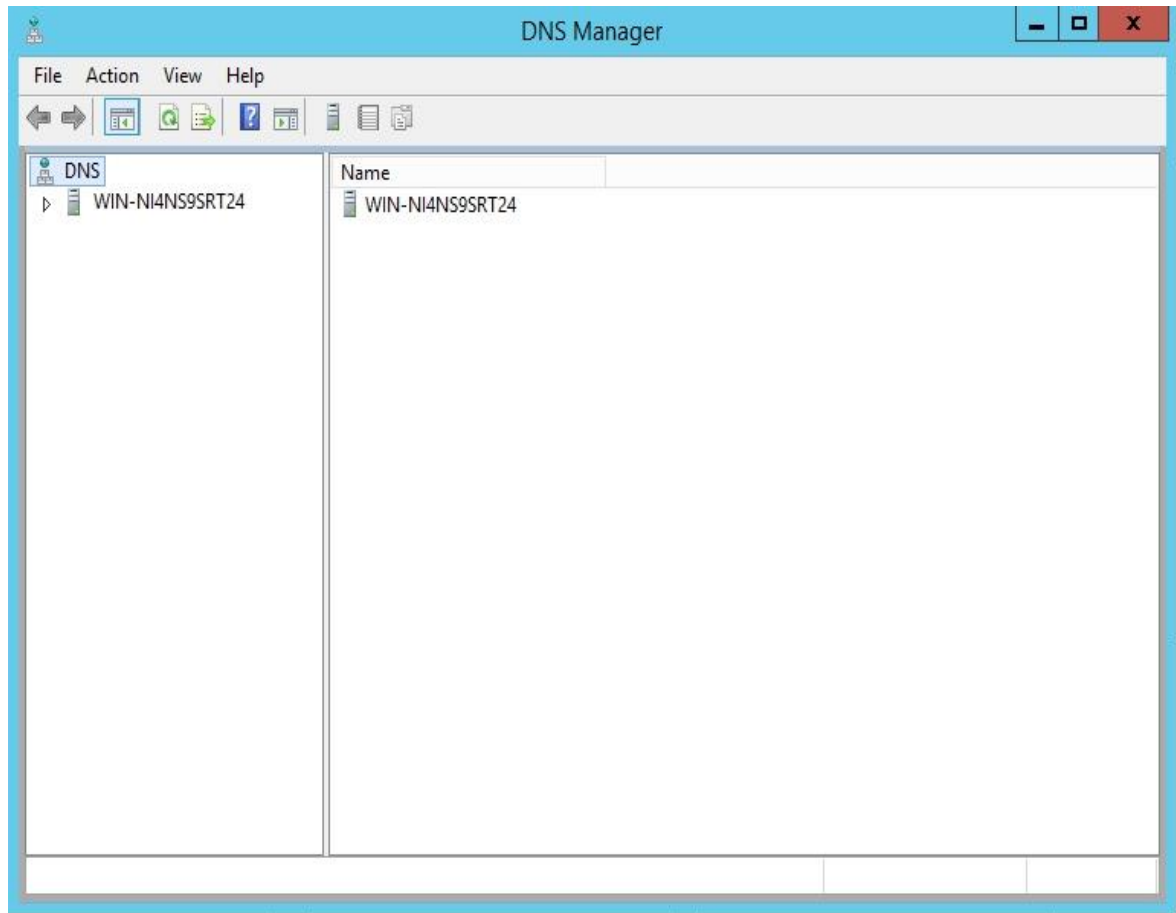 DNS Manager
File Action View Help
DNS
WIN-NI4NS9SRT24
Name
WIN-NI4NS9SRT24